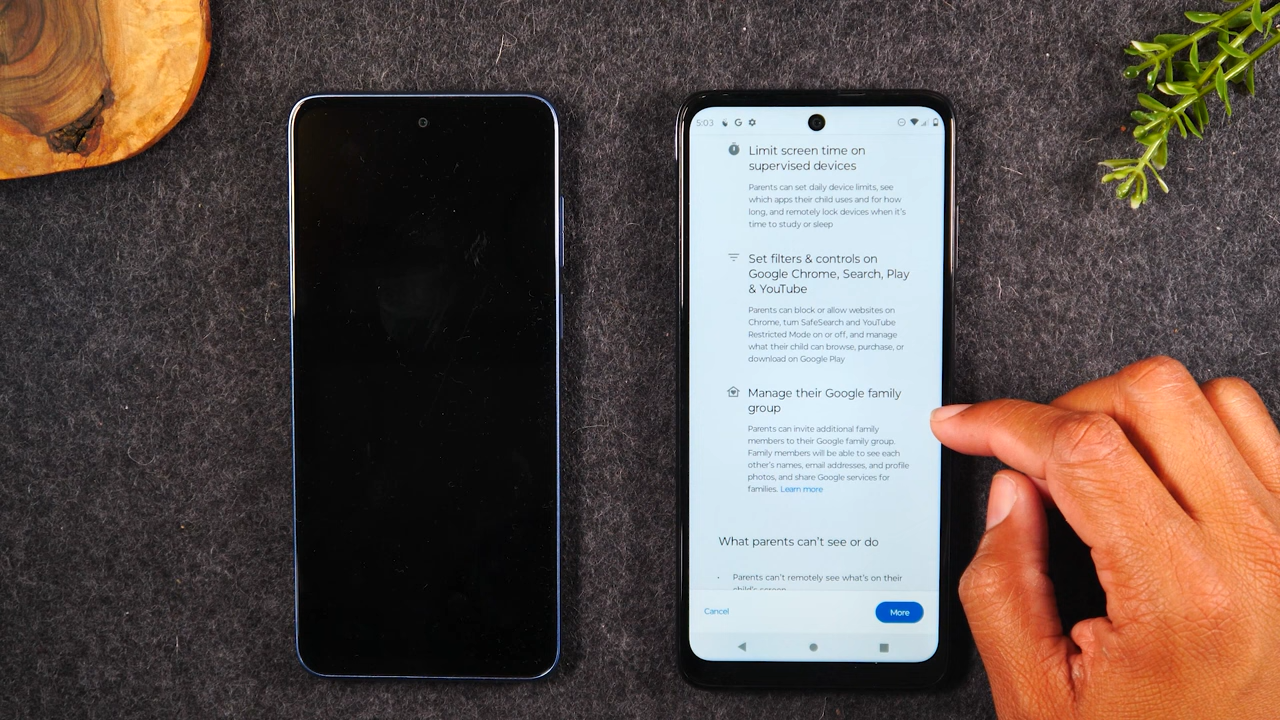 5:03 G
Limit screen time on
supervised devices
Parents can set daily device limits, see
which apps their child uses and for how
long, and remotely lock devices when it's
time to study or sleep
Set filters & controls on
Google Chrome, Search, Play
& YouTube
Parents can block or allow websites on
Chrome, turn SafeSearch and YouTube
Restricted Mode on or off, and manage
what their child can browse, purchase, or
download on Google Play
Manage their Google family
group
Parents can invite additional family
members to their Google family group.
Family members will be able to see each
other's names, email addresses, and profile
photos, and share Google services for
families. Learn more
What parents can't see or do
· Parents can't remotely see what's on their
child's screen
Cancel
More